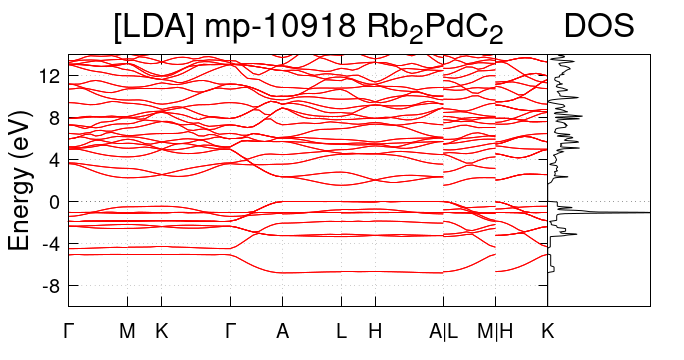 [LDA] mp-10918 Rb₂PdC₂ DOS
Energy (eV)
12
8
4
0
-4
-8
Γ M K Γ A L H A|L M|H K